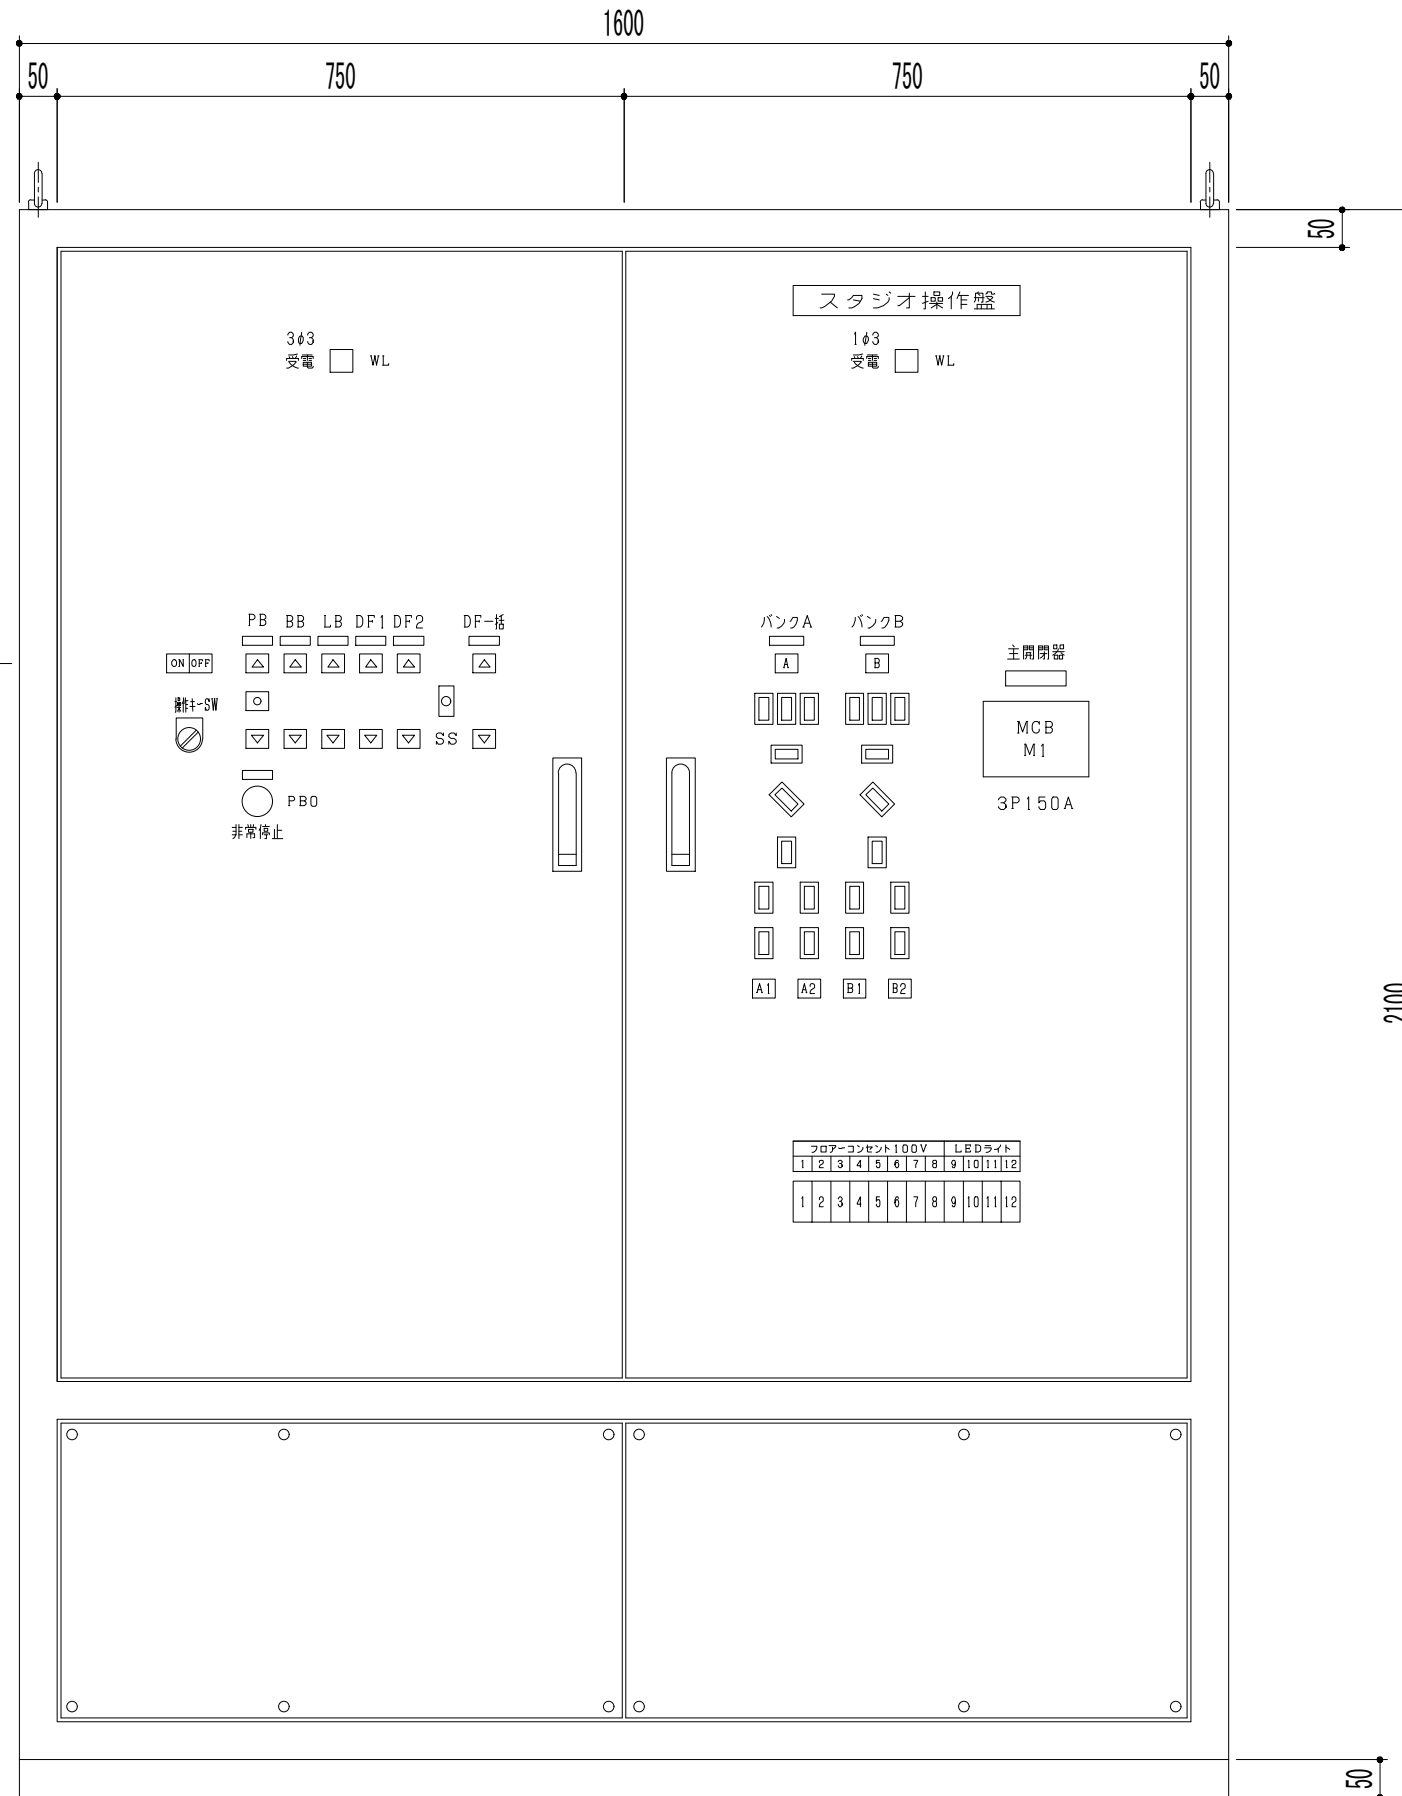 1600
50 750 750 50
50
スタジオ操作盤
3φ3
受電 WL
1φ3
受電 WL
PB BB LB DF1 DF2 DF一括
ON OFF
操作キーSW
SS
PBO
非常停止
バンクA バンクB
A B
主開閉器
MCB
M1
3P150A
A1 A2 B1 B2
2100
フロアーコンセント100V LEDライト
1 2 3 4 5 6 7 8 9 10 11 12
1 2 3 4 5 6 7 8 9 10 11 12
50